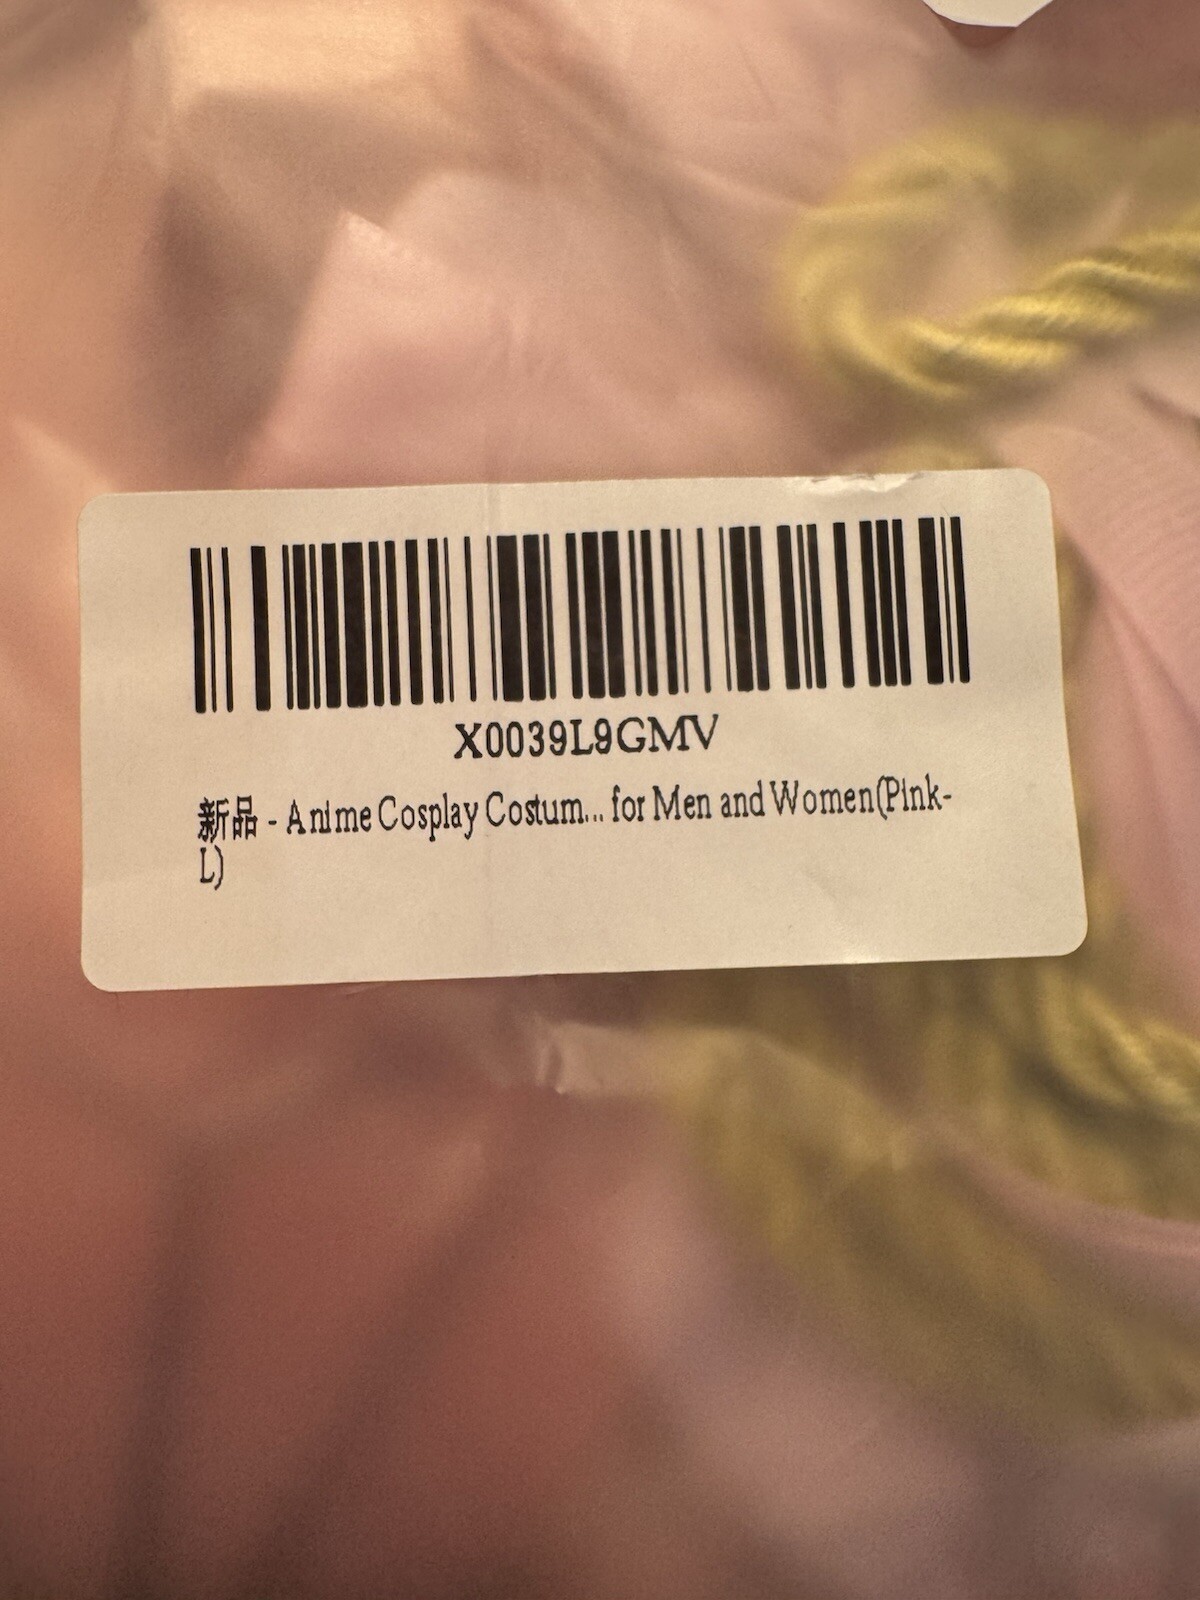 X0039L9GMV
新品 - Anime Cosplay Costum... for Men and Women(Pink-
L)